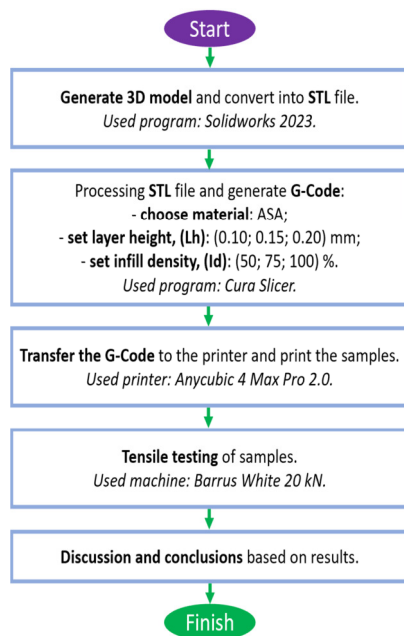 Start
Generate 3D model and convert into STL file.
Used program: Solidworks 2023.
Processing STL file and generate G-Code:
- choose material: ASA;
- set layer height, (Lh): (0.10; 0.15; 0.20) mm;
- set infill density, (Id): (50; 75; 100) %.
Used program: Cura Slicer.
Transfer the G-Code to the printer and print the samples.
Used printer: Anycubic 4 Max Pro 2.0.
Tensile testing of samples.
Used machine: Barrus White 20 kN.
Discussion and conclusions based on results.
Finish